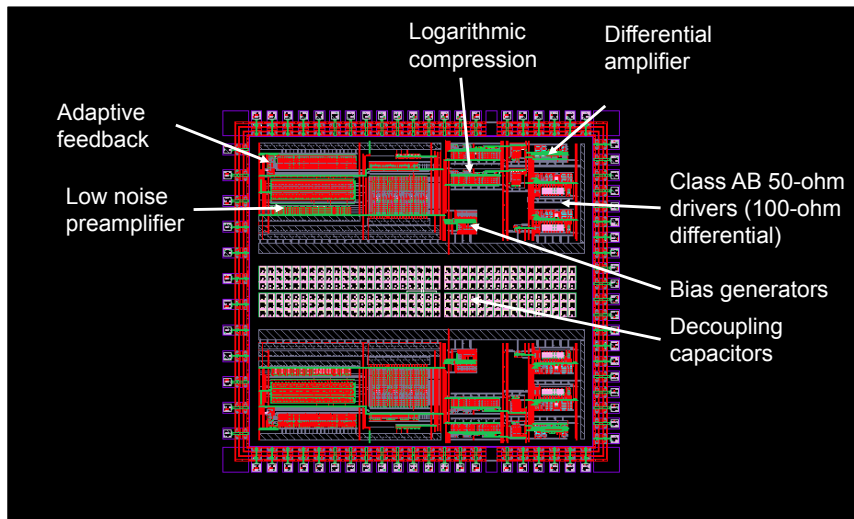 Logarithmic
compression
Differential
amplifier
Adaptive
feedback
Low noise
preamplifier
Class AB 50-ohm
drivers (100-ohm
differential)
Bias generators
Decoupling
capacitors